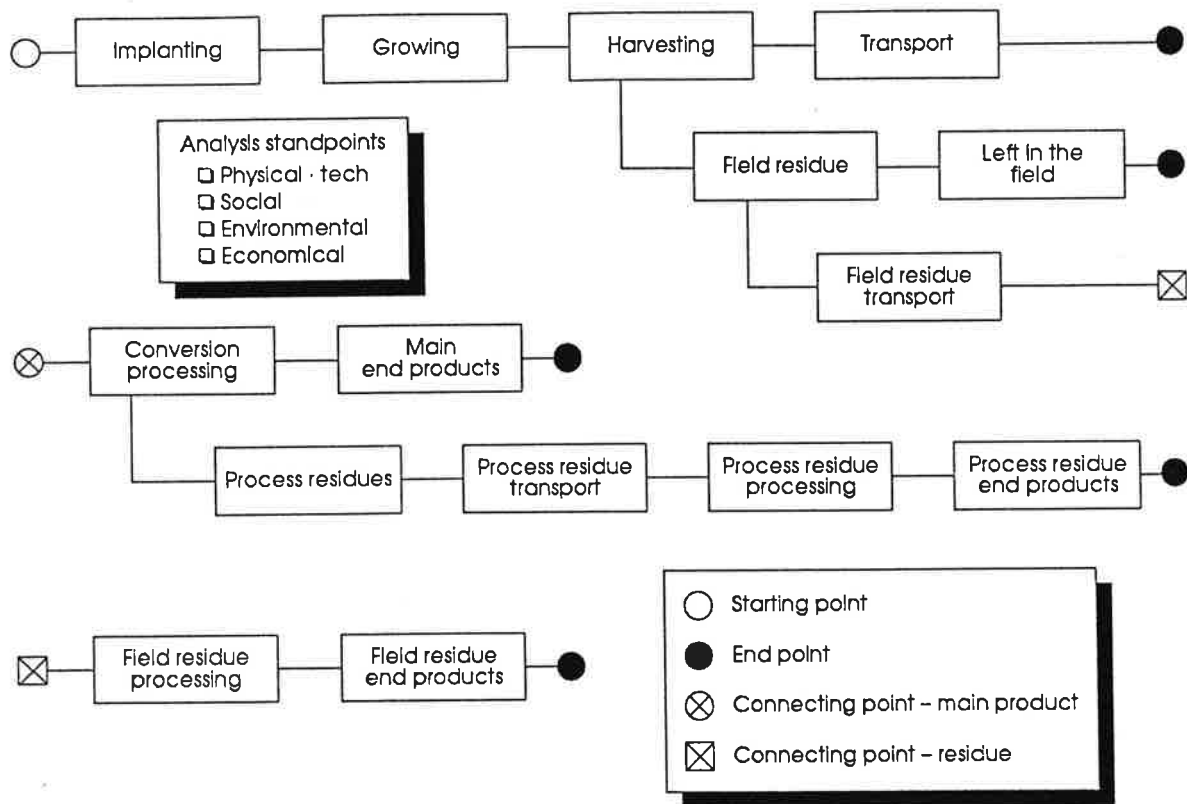 Implanting
Growing
Harvesting
Transport
Analysis standpoints
Physical · tech
Social
Environmental
Economical
Field residue
Left in the
field
Field residue
transport
Conversion
processing
Main
end products
Process residues
Process residue
transport
Process residue
processing
Process residue
end products
Field residue
processing
Field residue
end products
Starting point
End point
Connecting point – main product
Connecting point – residue